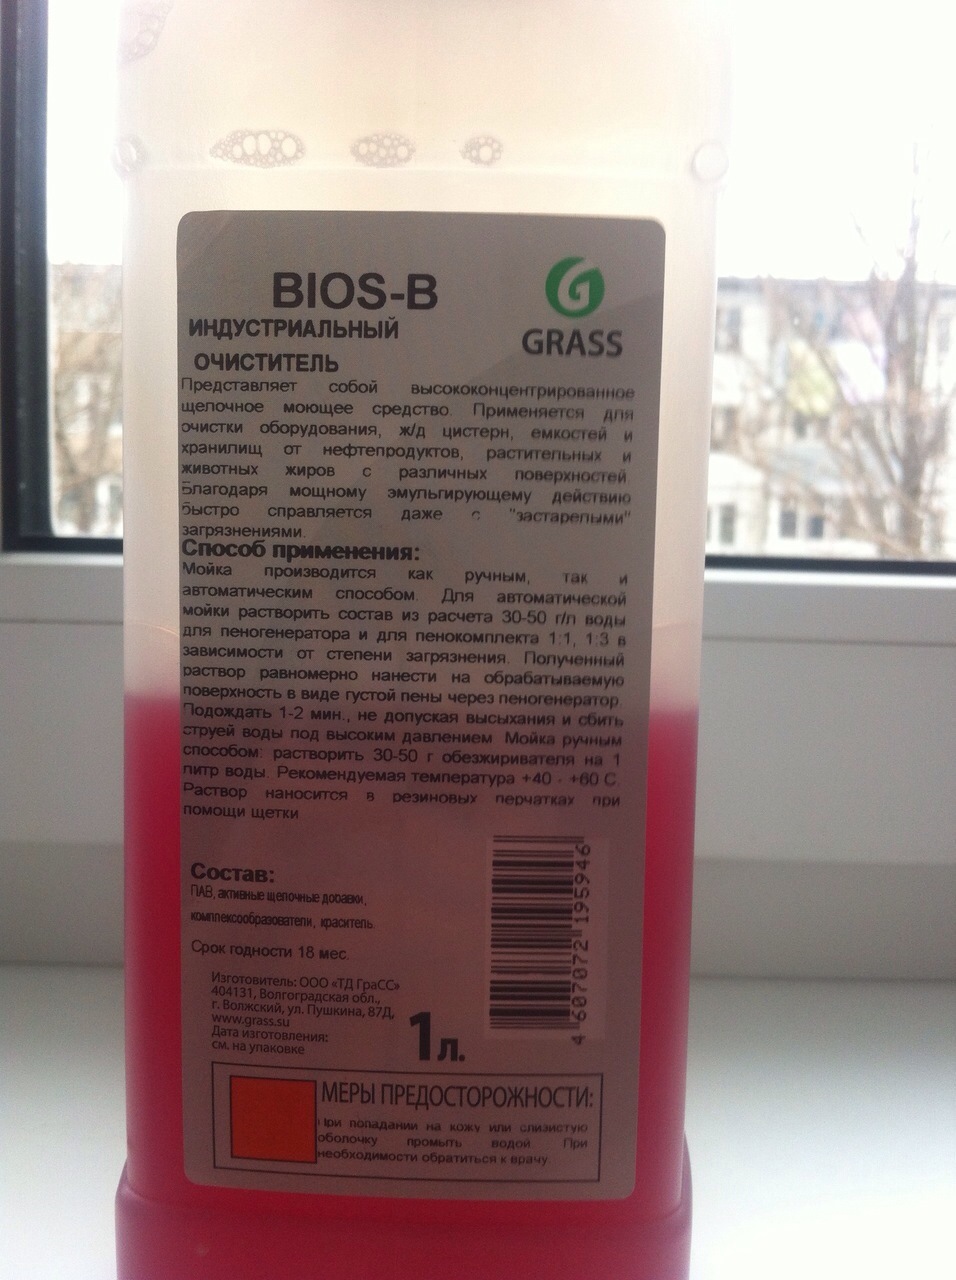 BIOS-B
ИНДУСТРИАЛЬНЫЙ
ОЧИСТИТЕЛЬ
GRASS
Представляет собой высококонцентрированное
щелочное моющее средство. Применяется для
очистки оборудования, ж/д цистерн, емкостей и
хранилищ от нефтепродуктов, растительных и
животных жиров с различных поверхностей.
Благодаря мощному эмульгирующему действию
быстро справляется даже с "застарелыми"
загрязнениями.
Способ применения:
Мойка производится как ручным, так и
автоматическим способом. Для автоматической
мойки растворить состав из расчета 30-50 г/л воды
для пеногенератора и для пенокомплекта 1:1, 1:3 в
зависимости от степени загрязнения. Полученный
раствор равномерно нанести на обрабатываемую
поверхность в виде густой пены через пеногенератор.
Подождать 1-2 мин., не допуская высыхания и сбить
струей воды под высоким давлением. Мойка ручным
способом: растворить 30-50 г обезжиривателя на 1
литр воды. Рекомендуемая температура +40 - +60 С.
Раствор наносится в резиновых перчатках при
помощи щетки
Состав:
ПАВ, активные щелочные добавки,
комплексообразователи, краситель.
Срок годности 18 мес.
Изготовитель: ООО «ТД ГраСС»
404131, Волгоградская обл.,
г. Волжский, ул. Пушкина, 87Д,
www.grass.su
Дата изготовления:
см. на упаковке
1л.
4 607072 195946
МЕРЫ ПРЕДОСТОРОЖНОСТИ:
При попадании на кожу или слизистую
оболочку промыть водой. При
необходимости обратиться к врачу